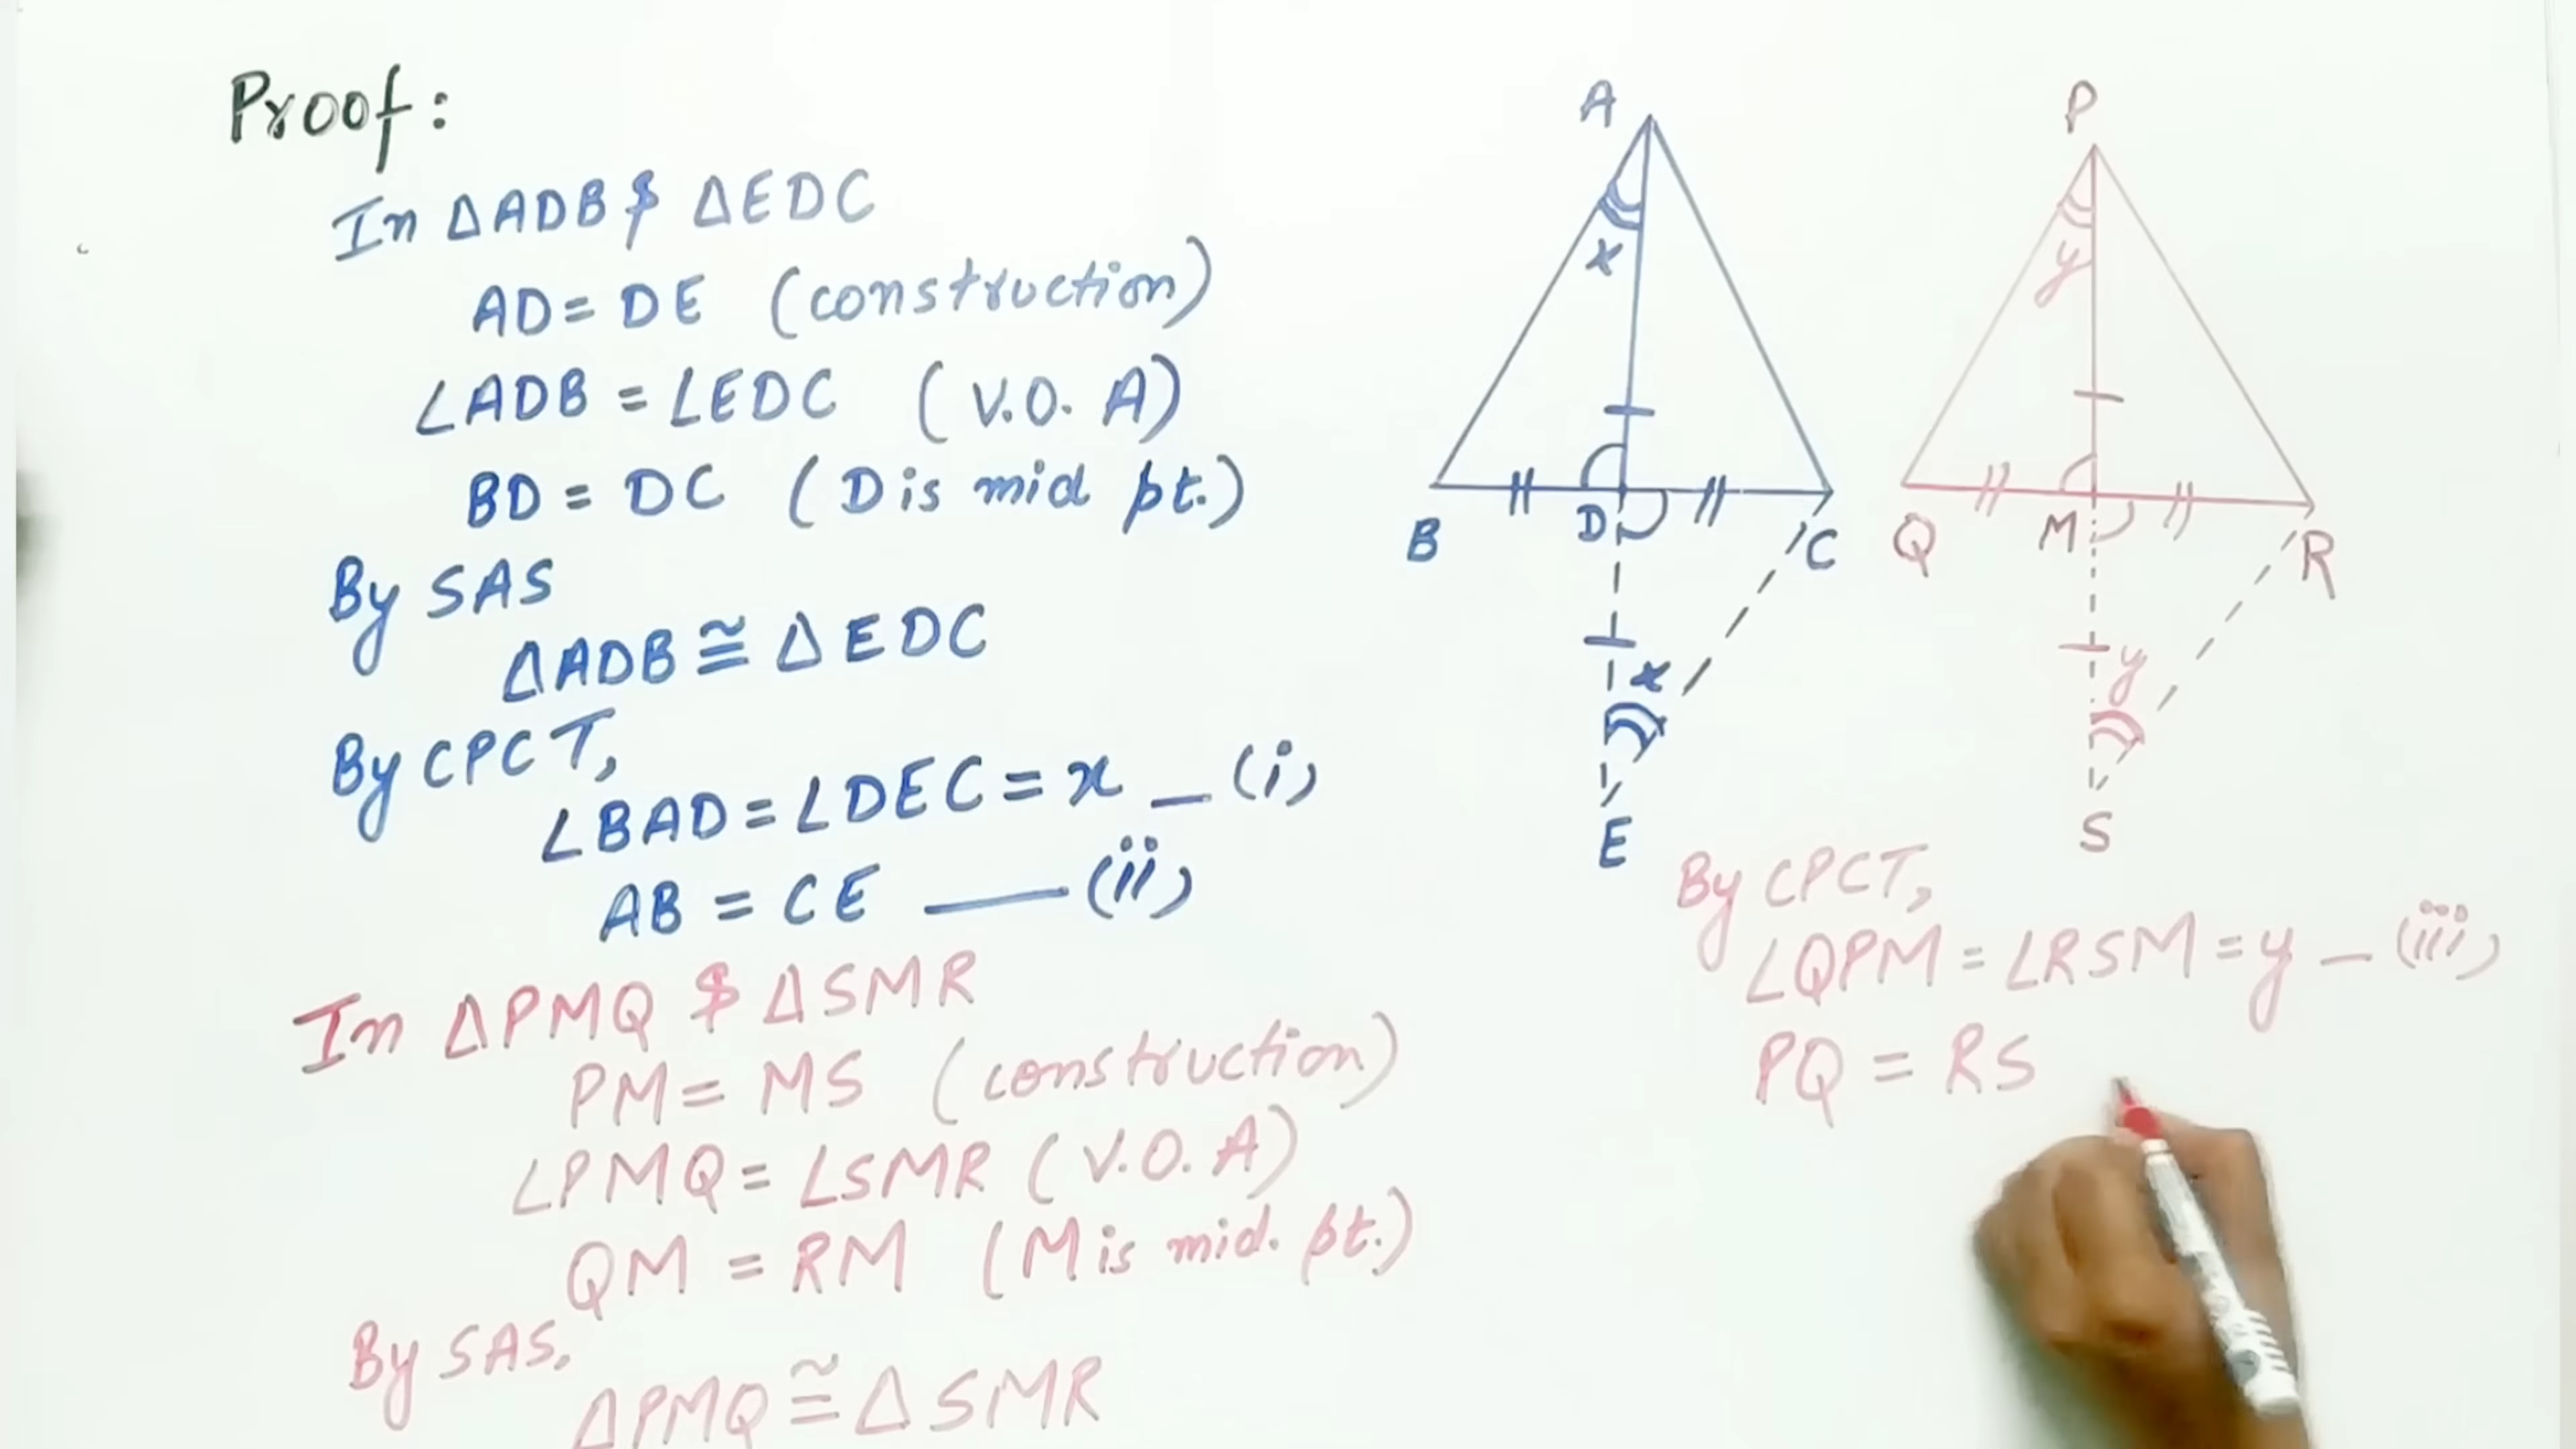 Proof:
In ΔADB & ΔEDC
AD = DE (construction)
∠ADB = ∠EDC (V.O. A)
BD = DC (D is mid pt.)
By SAS
ΔADB ≅ ΔEDC
By CPCT,
∠BAD = ∠DEC = x — (i)
AB = CE — (ii)
In ΔPMQ & ΔSMR
PM = MS (construction)
∠PMQ = ∠SMR (V.O. A)
QM = RM (M is mid. pt.)
By SAS.
ΔPMQ ≅ ΔSMR
A
x
B
D
C
x
E
P
y
Q
M
R
y
S
By CPCT,
∠QPM = ∠RSM = y — (iii)
PQ = RS